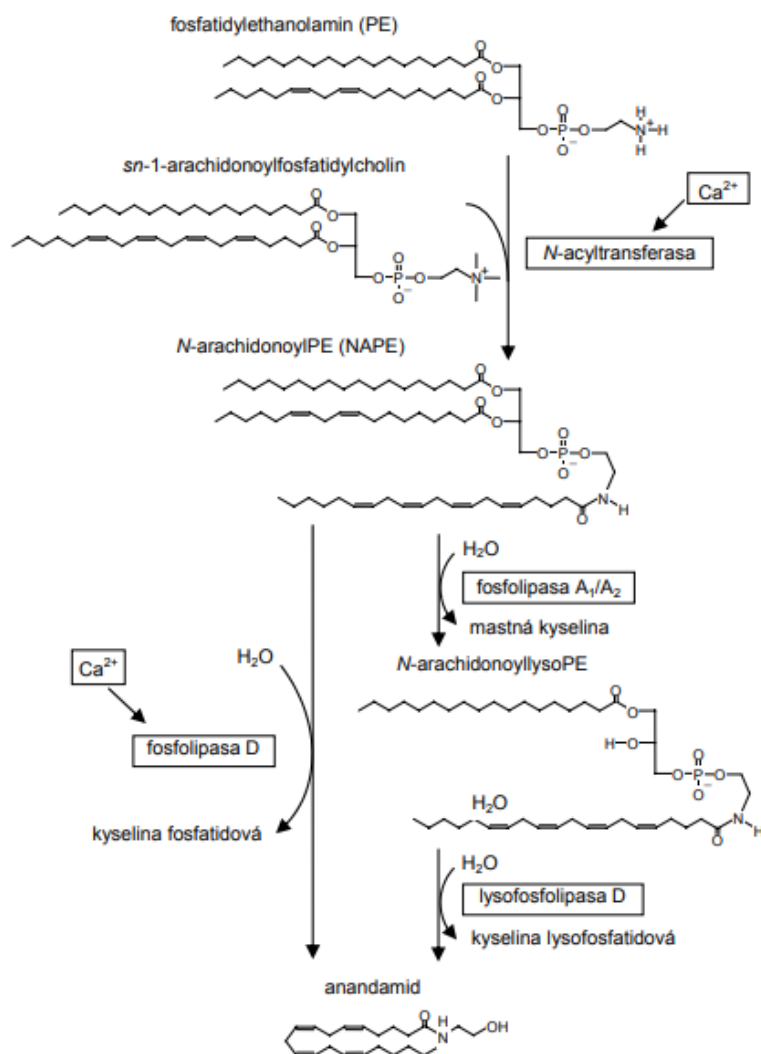 fosfatidylethanolamin (PE)
O
O
O
O
O
O
P
O
O⁻
H
N⁺
H
H
sn-1-arachidonoylfosfatidylcholin
O
O
O
O
O
O
P
O
O⁻
N⁺
Ca²⁺
N-acyltransferasa
N-arachidonoylPE (NAPE)
O
O
O
O
O
O
P
O
O⁻
N
H
O
H₂O
fosfolipasa A₁/A₂
mastná kyselina
N-arachidonoyllysoPE
H₂O
Ca²⁺
fosfolipasa D
kyselina fosfatidová
O
O
H
O
O
O
P
O
O⁻
H₂O
N
H
O
H₂O
lysofosfolipasa D
kyselina lysofosfatidová
anandamid
O
H
N
OH